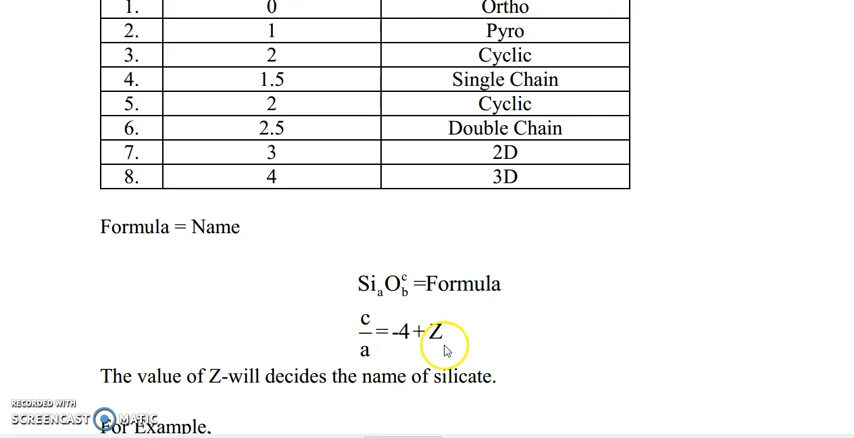 1. 0 Ortho
2. 1 Pyro
3. 2 Cyclic
4. 1.5 Single Chain
5. 2 Cyclic
6. 2.5 Double Chain
7. 3 2D
8. 4 3D
Formula = Name
Si_a O_b^c =Formula
c/a = -4 + Z
The value of Z-will decides the name of silicate.
RECORDED WITH
SCREENCAST MATIC
For Example,